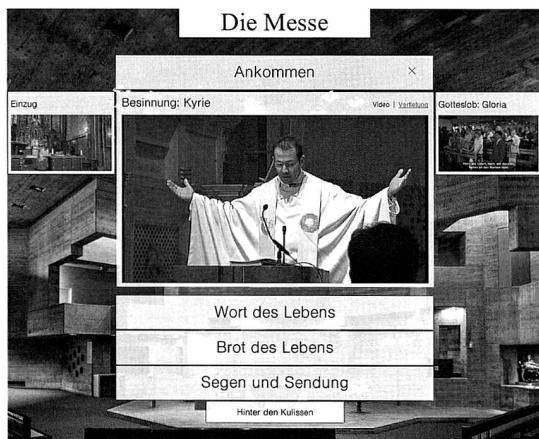 Die Messe
Ankommen ×
Einzug
Besinnung: Kyrie
Video | Vertiefung
Gotteslob: Gloria
Wort des Lebens
Brot des Lebens
Segen und Sendung
Hinter den Kulissen